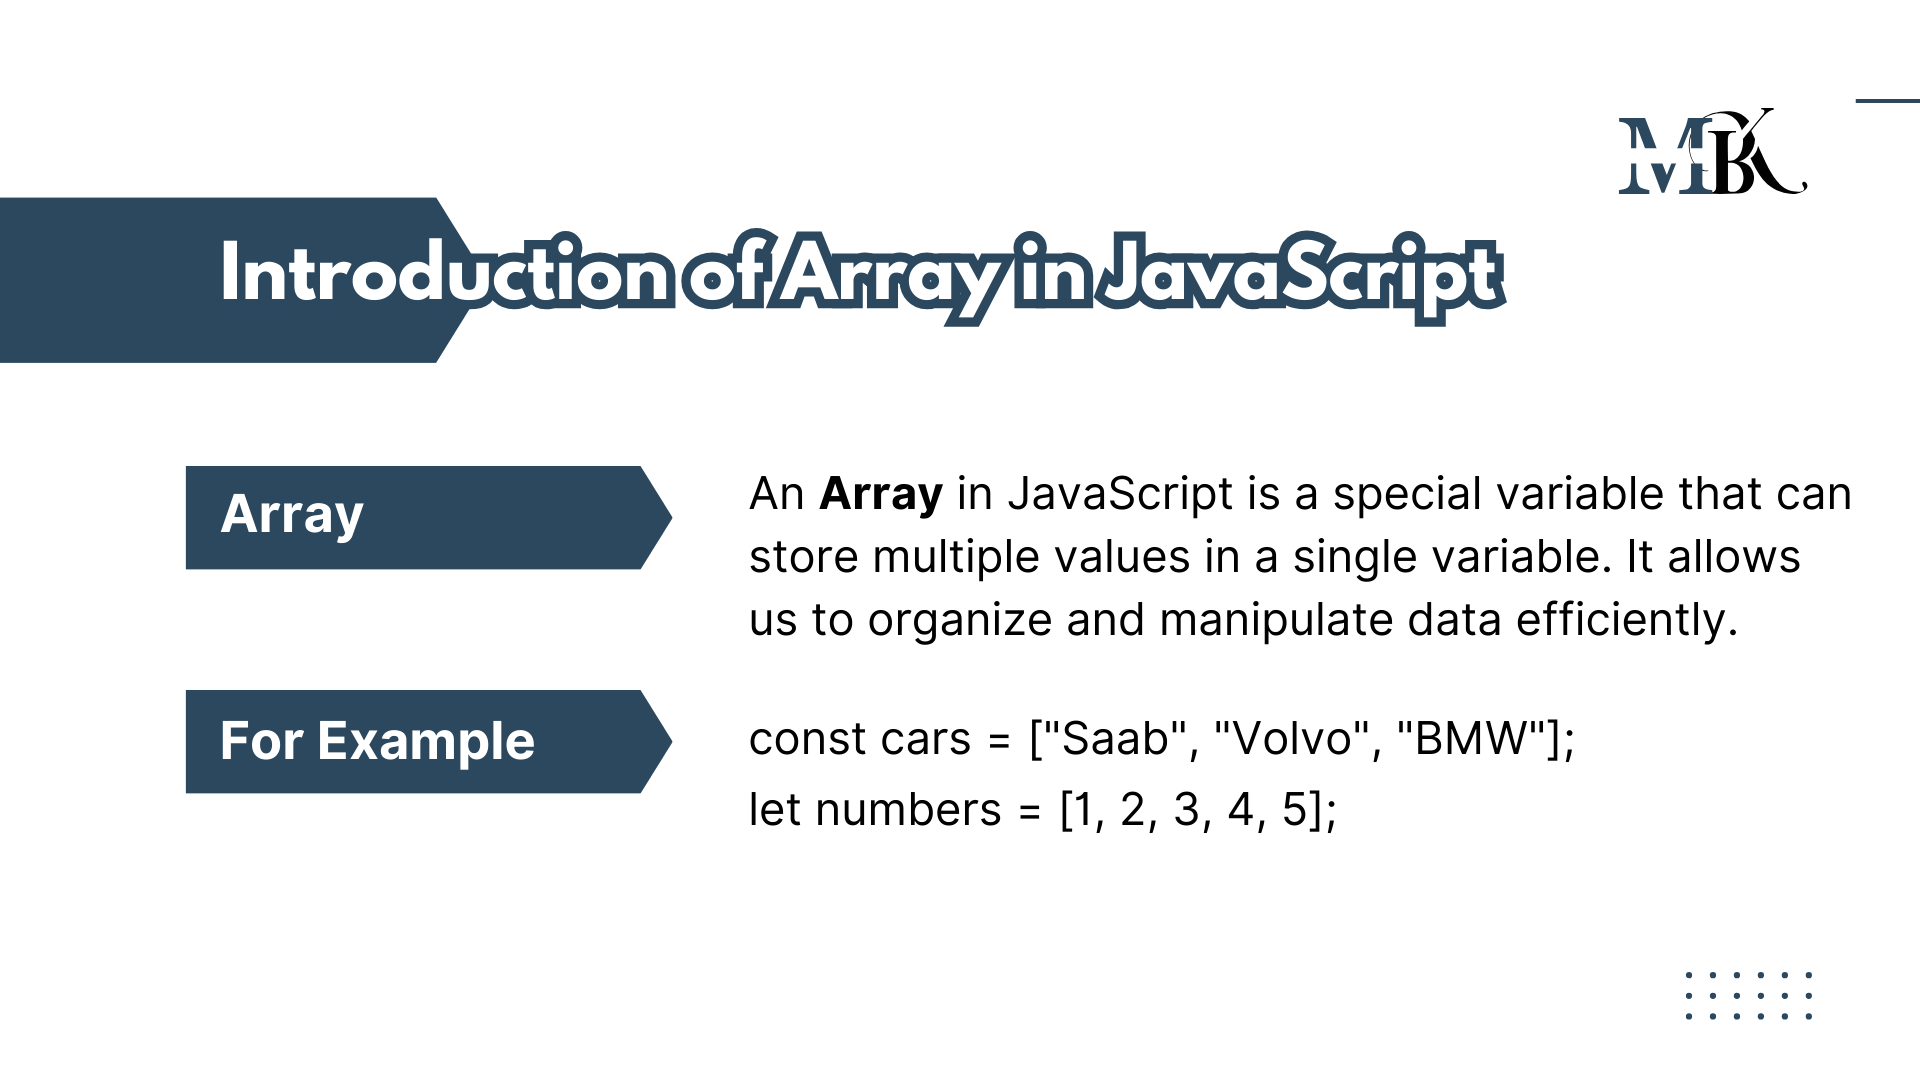 MBK
Introduction of Array in JavaScript
Array
An Array in JavaScript is a special variable that can
store multiple values in a single variable. It allows
us to organize and manipulate data efficiently.
For Example
const cars = ["Saab", "Volvo", "BMW"];
let numbers = [1, 2, 3, 4, 5];